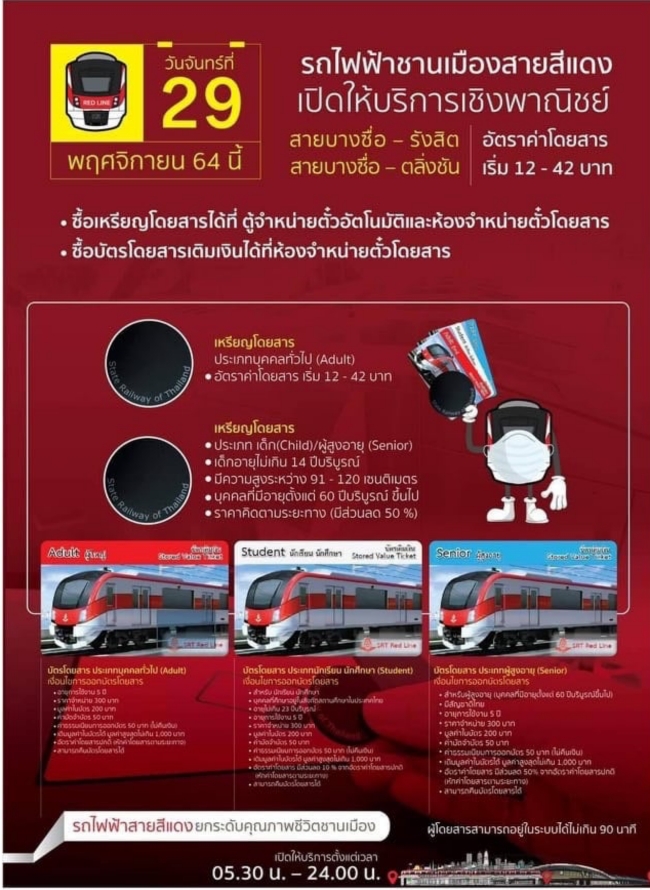 RED LINE
วันจันทร์ที่
29
พฤศจิกายน 64 นี้
รถไฟฟ้าชานเมืองสายสีแดง
เปิดให้บริการเชิงพาณิชย์
สายบางซื่อ – รังสิต
สายบางซื่อ – ตลิ่งชัน
อัตราค่าโดยสาร
เริ่ม 12 - 42 บาท
• ซื้อเหรียญโดยสารได้ที่ ตู้จำหน่ายตั๋วอัตโนมัติและห้องจำหน่ายตั๋วโดยสาร
• ซื้อบัตรโดยสารเติมเงินได้ที่ห้องจำหน่ายตั๋วโดยสาร
State Railway of Thailand
เหรียญโดยสาร
ประเภทบุคคลทั่วไป (Adult)
• อัตราค่าโดยสาร เริ่ม 12 - 42 บาท
State Railway of Thailand
เหรียญโดยสาร
• ประเภท เด็ก(Child)/ผู้สูงอายุ (Senior)
• เด็กอายุไม่เกิน 14 ปีบริบูรณ์
• มีความสูงระหว่าง 91 - 120 เซนติเมตร
• บุคคลที่มีอายุตั้งแต่ 60 ปีบริบูรณ์ ขึ้นไป
• ราคาคิดตามระยะทาง (มีส่วนลด 50 %)
Adult ผู้ใหญ่
บัตรเติมเงิน
Stored Value Ticket
SRT Red Line
Student นักเรียน นักศึกษา
บัตรเติมเงิน
Stored Value Ticket
SRT Red Line
Senior ผู้สูงอายุ
บัตรเติมเงิน
Stored Value Ticket
SRT Red Line
บัตรโดยสาร ประเภทบุคคลทั่วไป (Adult)
เงื่อนไขการออกบัตรโดยสาร
• อายุการใช้งาน 5 ปี
• ราคาจำหน่าย 300 บาท
• มูลค่าในบัตร 200 บาท
• ค่ามัดจำบัตร 50 บาท
• ค่าธรรมเนียมการออกบัตร 50 บาท (ไม่คืนเงิน)
• เติมมูลค่าในบัตรได้ มูลค่าสูงสุดไม่เกิน 1,000 บาท
• อัตราค่าโดยสารปกติ (หักค่าโดยสารตามระยะทาง)
• สามารถคืนบัตรโดยสารได้
บัตรโดยสาร ประเภทนักเรียน นักศึกษา (Student)
เงื่อนไขการออกบัตรโดยสาร
• สำหรับ นักเรียน นักศึกษา
• อายุไม่เกิน 23 ปีบริบูรณ์
• อายุการใช้งาน 5 ปี
• ราคาจำหน่าย 300 บาท
• มูลค่าในบัตร 200 บาท
• ค่ามัดจำบัตร 50 บาท
• ค่าธรรมเนียมการออกบัตร 50 บาท (ไม่คืนเงิน)
• เติมมูลค่าในบัตรได้ มูลค่าสูงสุดไม่เกิน 1,000 บาท
• อัตราค่าโดยสาร มีส่วนลด 10 % จากอัตราค่าโดยสารปกติ
(หักค่าโดยสารตามระยะทาง)
• สามารถคืนบัตรโดยสารได้
บัตรโดยสาร ประเภทผู้สูงอายุ (Senior)
เงื่อนไขการออกบัตรโดยสาร
• สำหรับผู้สูงอายุ (บุคคลที่มีอายุตั้งแต่ 60 ปีบริบูรณ์ขึ้นไป)
• มีสัญชาติไทย
• อายุการใช้งาน 5 ปี
• ราคาจำหน่าย 300 บาท
• มูลค่าในบัตร 200 บาท
• ค่ามัดจำบัตร 50 บาท
• ค่าธรรมเนียมการออกบัตร 50 บาท (ไม่คืนเงิน)
• เติมมูลค่าในบัตรได้ มูลค่าสูงสุดไม่เกิน 1,000 บาท
• อัตราค่าโดยสาร มีส่วนลด 50% จากอัตราค่าโดยสารปกติ
(หักค่าโดยสารตามระยะทาง)
• สามารถคืนบัตรโดยสารได้
รถไฟฟ้าสายสีแดง ยกระดับคุณภาพชีวิตชานเมือง
ผู้โดยสารสามารถอยู่ในระบบได้ไม่เกิน 90 นาที
เปิดให้บริการตั้งแต่เวลา
05.30 น. – 24.00 น.